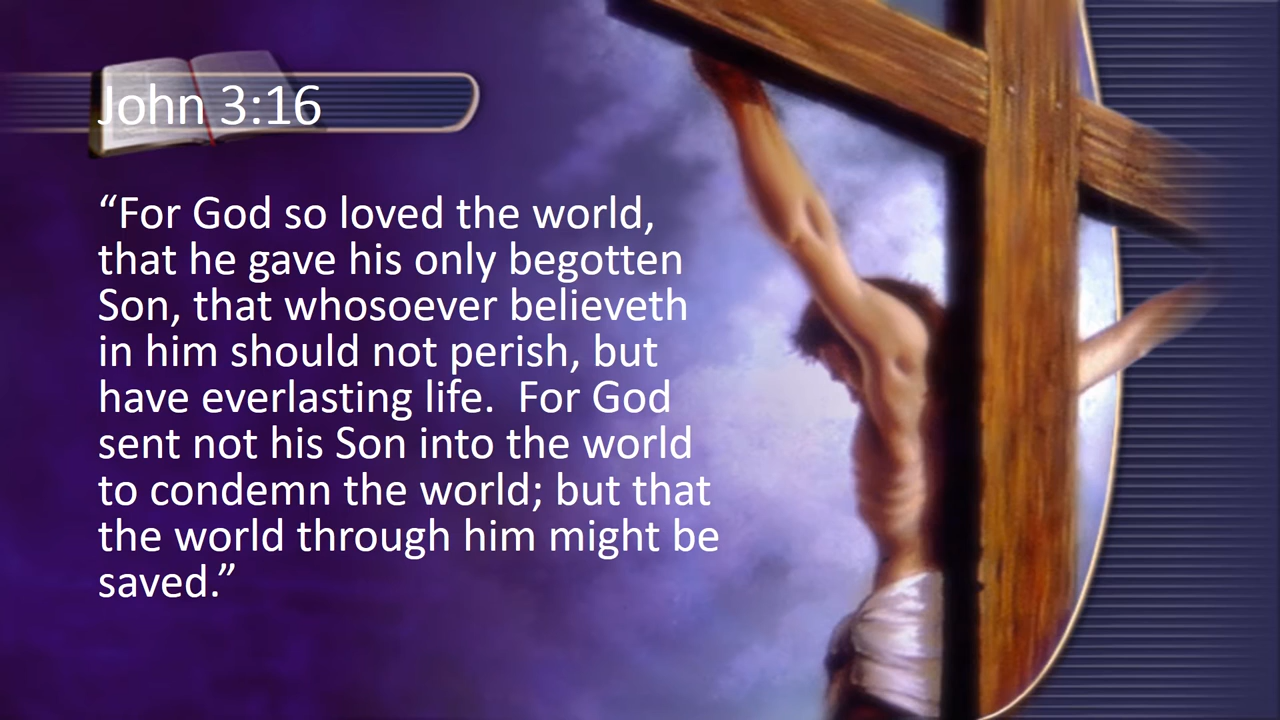 John 3:16
“For God so loved the world,
that he gave his only begotten
Son, that whosoever believeth
in him should not perish, but
have everlasting life.  For God
sent not his Son into the world
to condemn the world; but that
the world through him might be
saved.”